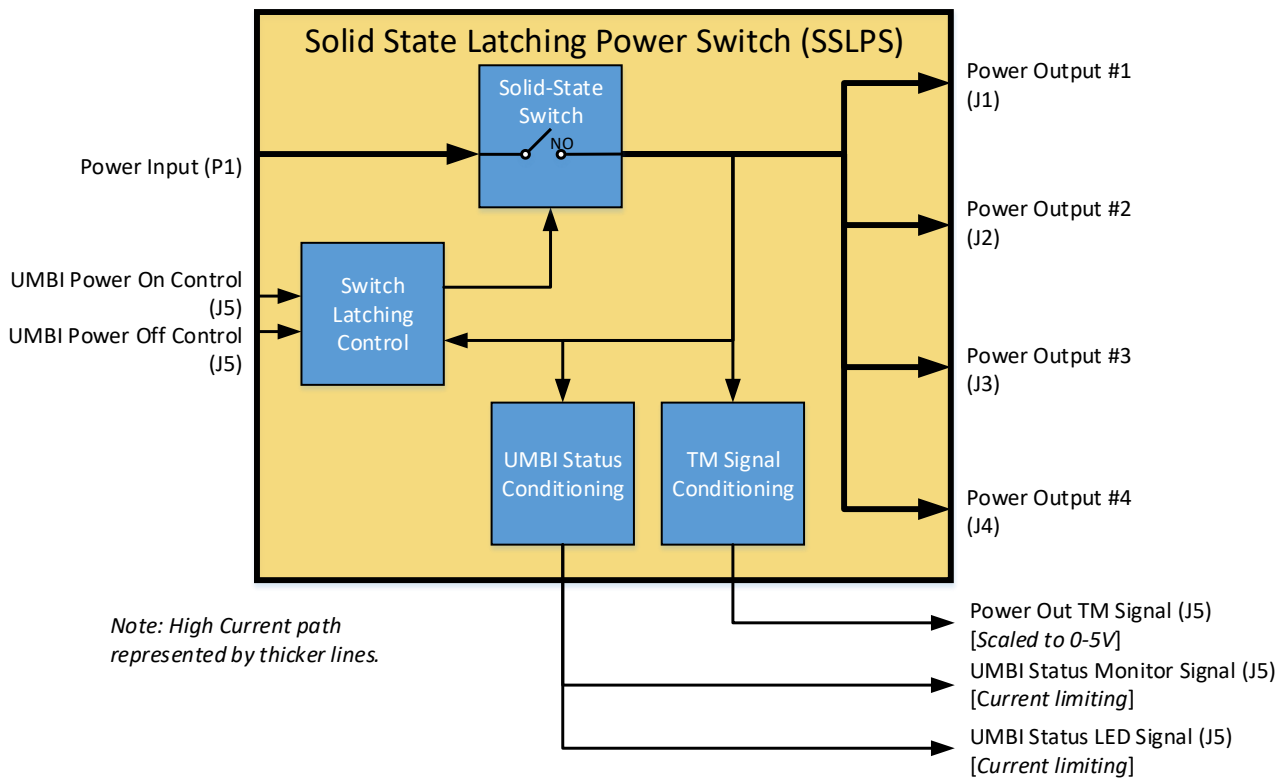 Solid State Latching Power Switch (SSLPS)
Solid-State
Switch
NO
Power Input (P1)
UMBI Power On Control
(J5)
UMBI Power Off Control
(J5)
Switch
Latching
Control
UMBI Status
Conditioning
TM Signal
Conditioning
Power Output #1
(J1)
Power Output #2
(J2)
Power Output #3
(J3)
Power Output #4
(J4)
Note: High Current path
represented by thicker lines.
Power Out TM Signal (J5)
[Scaled to 0-5V]
UMBI Status Monitor Signal (J5)
[Current limiting]
UMBI Status LED Signal (J5)
[Current limiting]